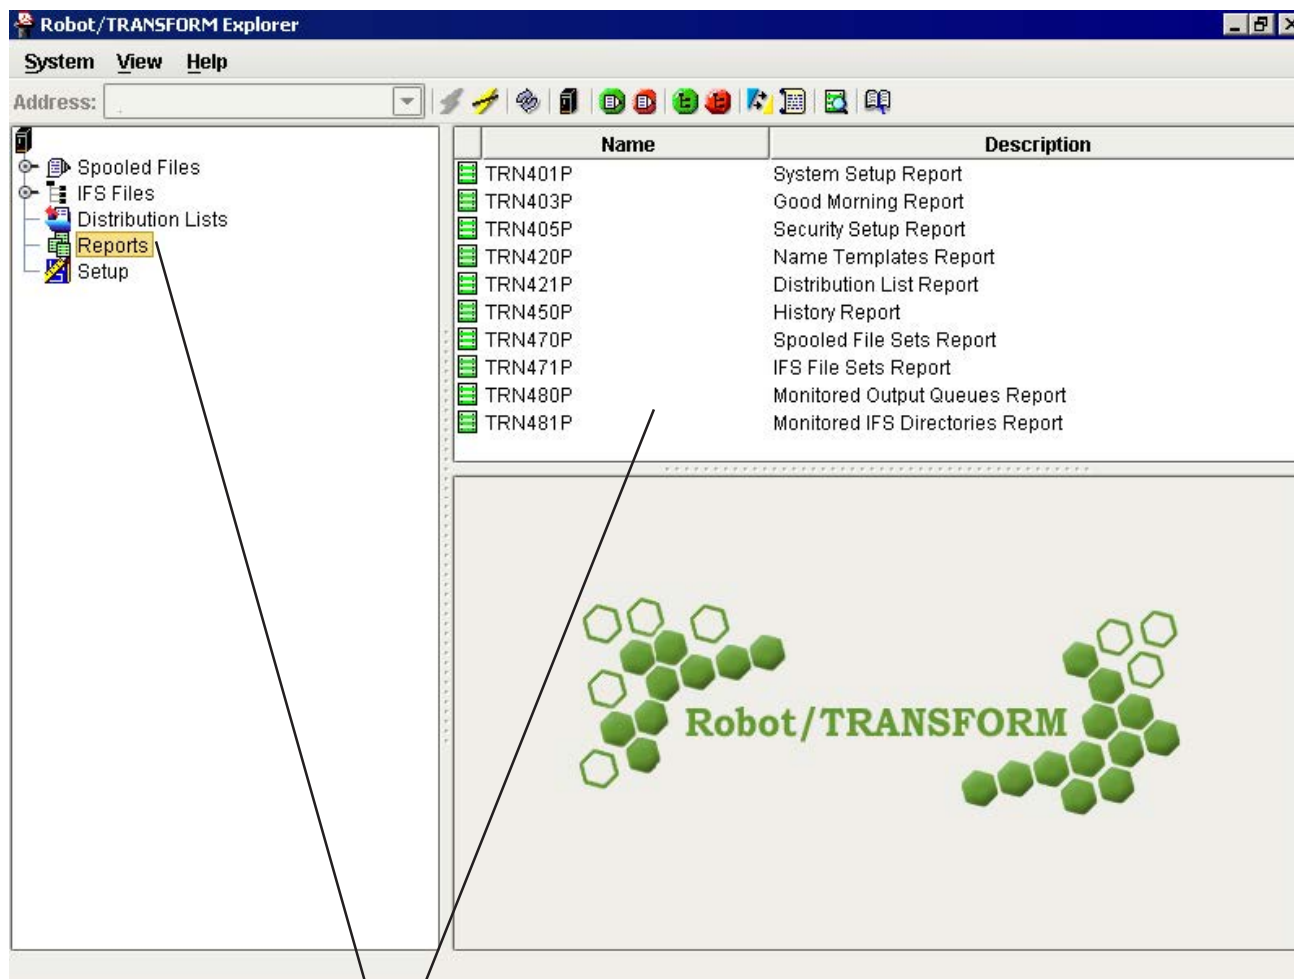 Robot/TRANSFORM Explorer
System View Help
Address:
Spooled Files
IFS Files
Distribution Lists
Reports
Setup
Name Description
TRN401P System Setup Report
TRN403P Good Morning Report
TRN405P Security Setup Report
TRN420P Name Templates Report
TRN421P Distribution List Report
TRN450P History Report
TRN470P Spooled File Sets Report
TRN471P IFS File Sets Report
TRN480P Monitored Output Queues Report
TRN481P Monitored IFS Directories Report
Robot/TRANSFORM